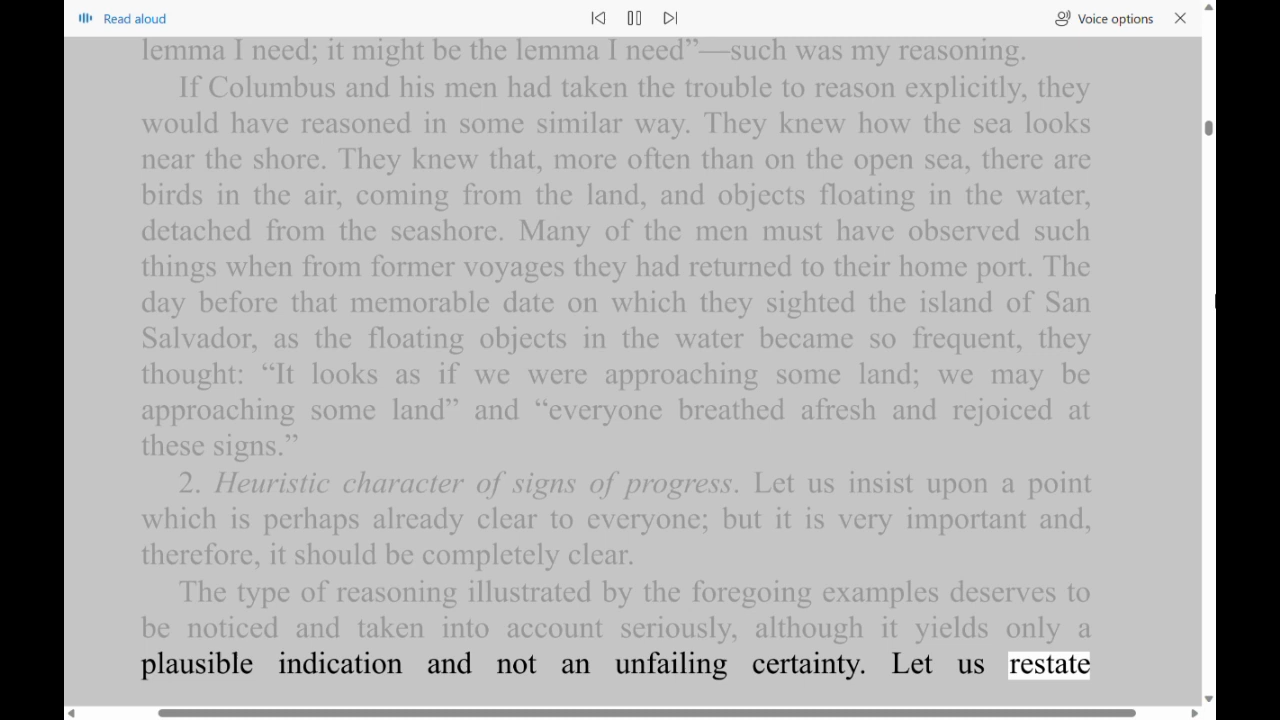 Read aloud
Voice options
lemma I need; it might be the lemma I need”—such was my reasoning.
If Columbus and his men had taken the trouble to reason explicitly, they
would have reasoned in some similar way. They knew how the sea looks
near the shore. They knew that, more often than on the open sea, there are
birds in the air, coming from the land, and objects floating in the water,
detached from the seashore. Many of the men must have observed such
things when from former voyages they had returned to their home port. The
day before that memorable date on which they sighted the island of San
Salvador, as the floating objects in the water became so frequent, they
thought: “It looks as if we were approaching some land; we may be
approaching some land” and “everyone breathed afresh and rejoiced at
these signs.”
2. Heuristic character of signs of progress. Let us insist upon a point
which is perhaps already clear to everyone; but it is very important and,
therefore, it should be completely clear.
The type of reasoning illustrated by the foregoing examples deserves to
be noticed and taken into account seriously, although it yields only a
plausible indication and not an unfailing certainty. Let us restate